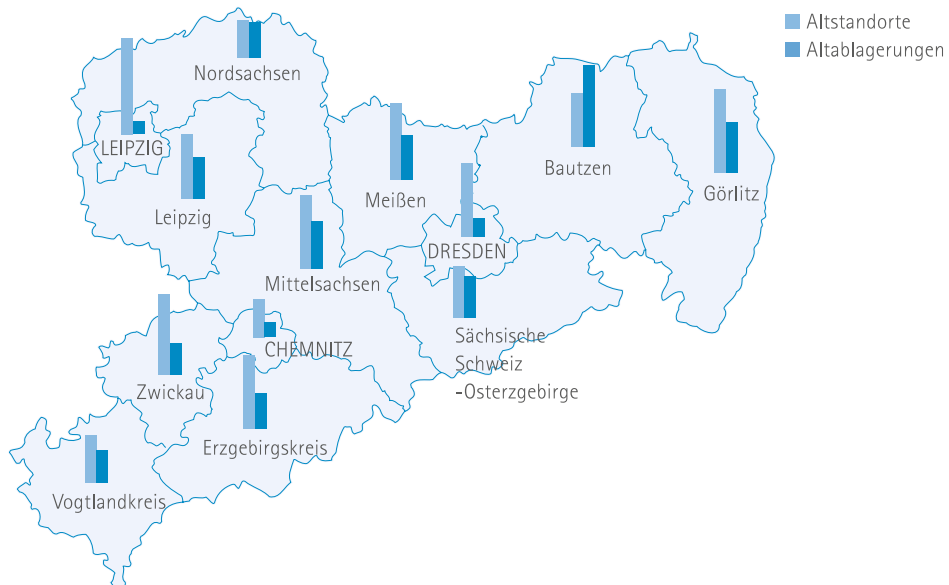 Altstandorte
Altablagerungen
Nordsachsen
LEIPZIG
Leipzig
Meißen
Bautzen
Görlitz
DRESDEN
Mittelsachsen
CHEMNITZ
Sächsische
Schweiz
-Osterzgebirge
Zwickau
Erzgebirgskreis
Vogtlandkreis